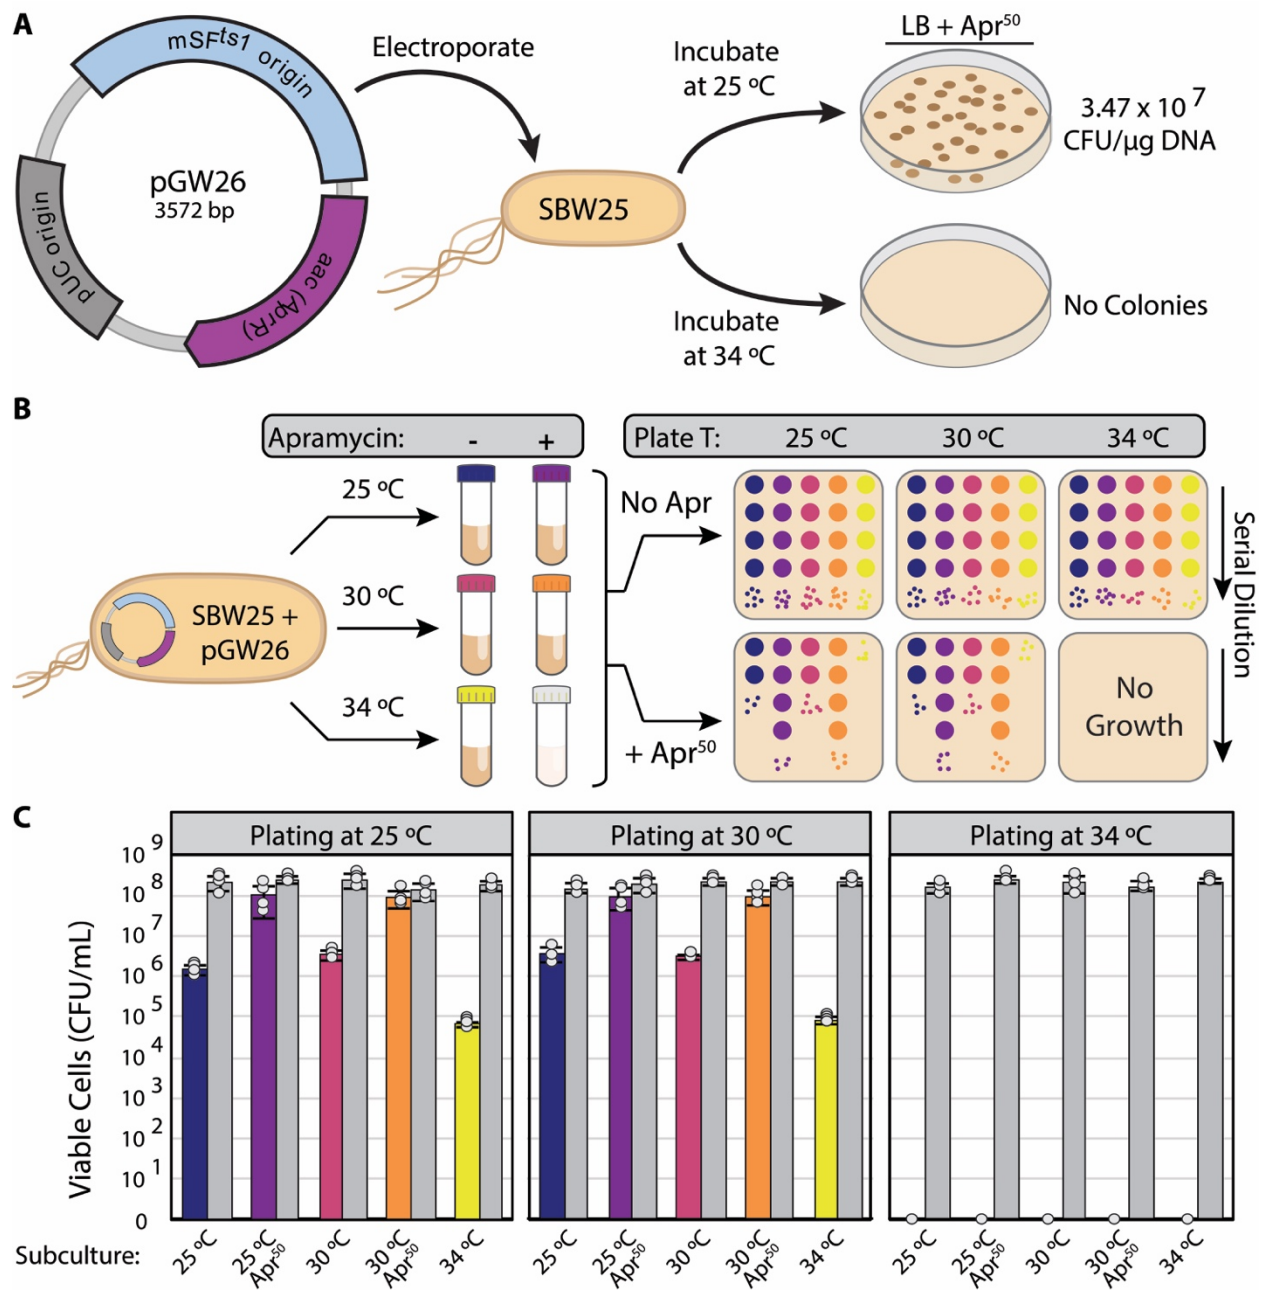 A
mSFts1 origin
pGW26
3572 bp
pUC origin
aac (AprR)
Electroporate
SBW25
Incubate
at 25 ºC
Incubate
at 34 ºC
LB + Apr50
3.47 x 10 7
CFU/µg DNA
No Colonies
B
Apramycin: - +
Plate T: 25 ºC 30 ºC 34 ºC
25 ºC
30 ºC
34 ºC
SBW25 +
pGW26
No Apr
+ Apr50
No
Growth
Serial Dilution
C
Plating at 25 ºC
Plating at 30 ºC
Plating at 34 ºC
Viable Cells (CFU/mL)
10 9
10 8
10 7
10 6
10 5
10 4
10 3
10 2
10 1
0
Subculture:
25 ºC
25 ºC
Apr50
30 ºC
30 ºC
Apr50
34 ºC
25 ºC
25 ºC
Apr50
30 ºC
30 ºC
Apr50
34 ºC
25 ºC
25 ºC
Apr50
30 ºC
30 ºC
Apr50
34 ºC